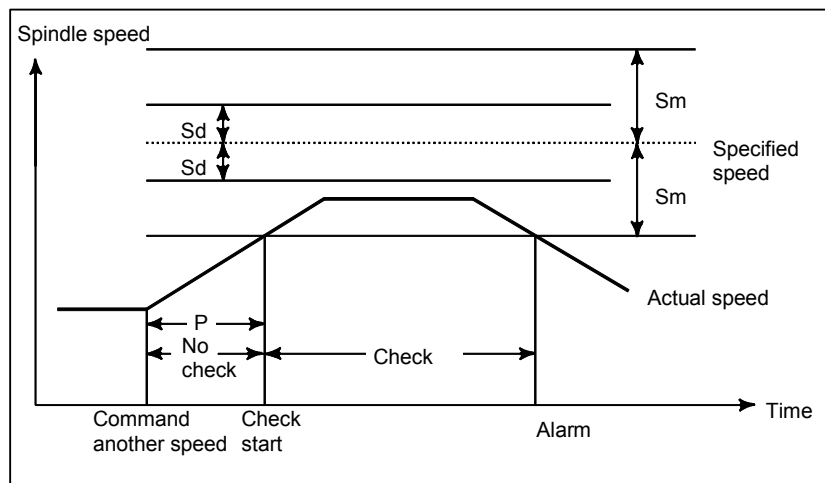 Spindle speed
Sm
Sd
Specified
speed
Sd
Sm
Actual speed
P
No
check
Check
Time
Command
another speed
Check
start
Alarm